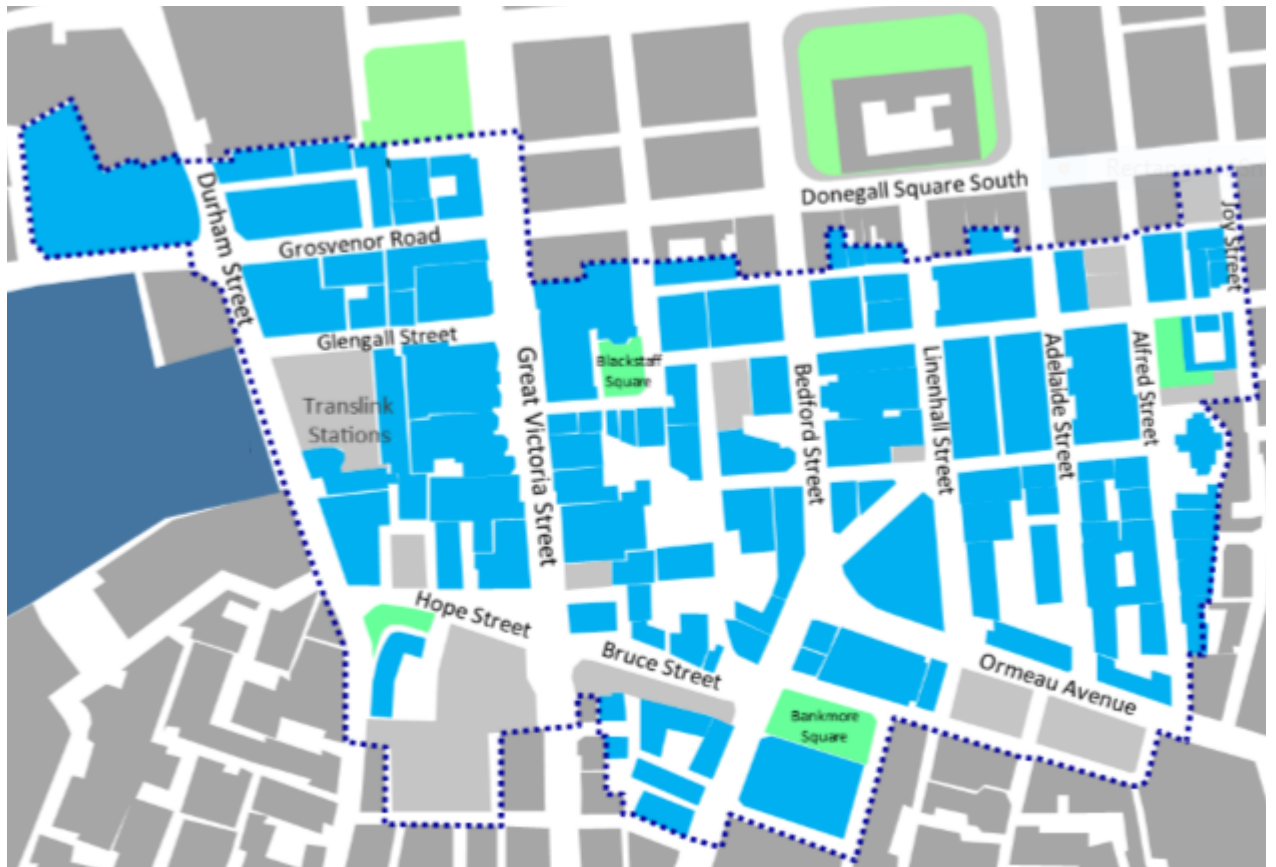 Donegall Square South
Durham Street
Joy Street
Grosvenor Road
Glengall Street
Great Victoria Street
Blackstaff
Square
Bedford Street
Linenhall Street
Adelaide Street
Alfred Street
Translink
Stations
Hope Street
Bruce Street
Ormeau Avenue
Bankmore
Square